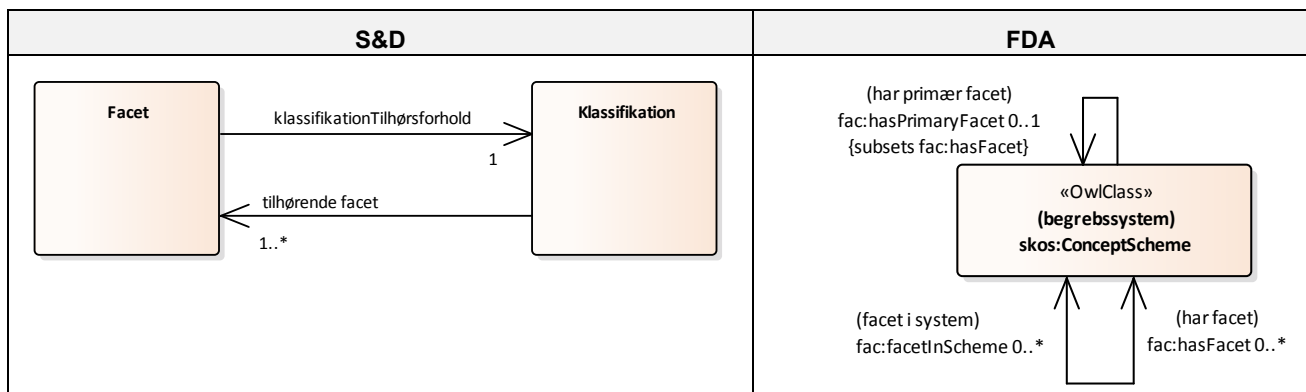 S&D
FDA
Facet
klassifikationTilhørsforhold
1
Klassifikation
tilhørende facet
1..*
(har primær facet)
fac:hasPrimaryFacet 0..1
{subsets fac:hasFacet}
«OwlClass»
(begrebssystem)
skos:ConceptScheme
(facet i system)
fac:facetInScheme 0..*
(har facet)
fac:hasFacet 0..*